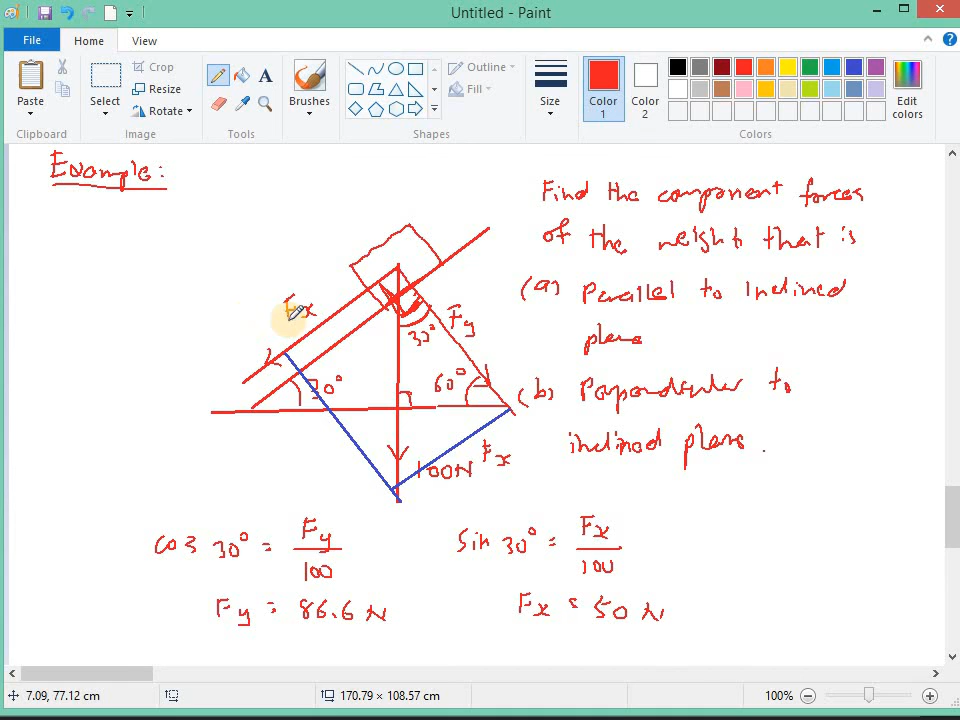 Untitled - Paint
File
Home
View
Paste
Clipboard
Select
Crop
Resize
Rotate
Image
A
Tools
Brushes
Shapes
Outline
Fill
Size
Color 1
Color 2
Edit colors
Colors
Example:
Find the component forces
of the weight that is
(a) Parallel to Inclined
plane
(b) Perpendicular to
inclined plane.
Fx
Fy
30°
30°
60°
100N
Fx
cos 30° = Fy / 100
Fy = 86.6 N
Sin 30° = Fx / 100
Fx = 50 N
7.09, 77.12 cm
170.79 × 108.57 cm
100%